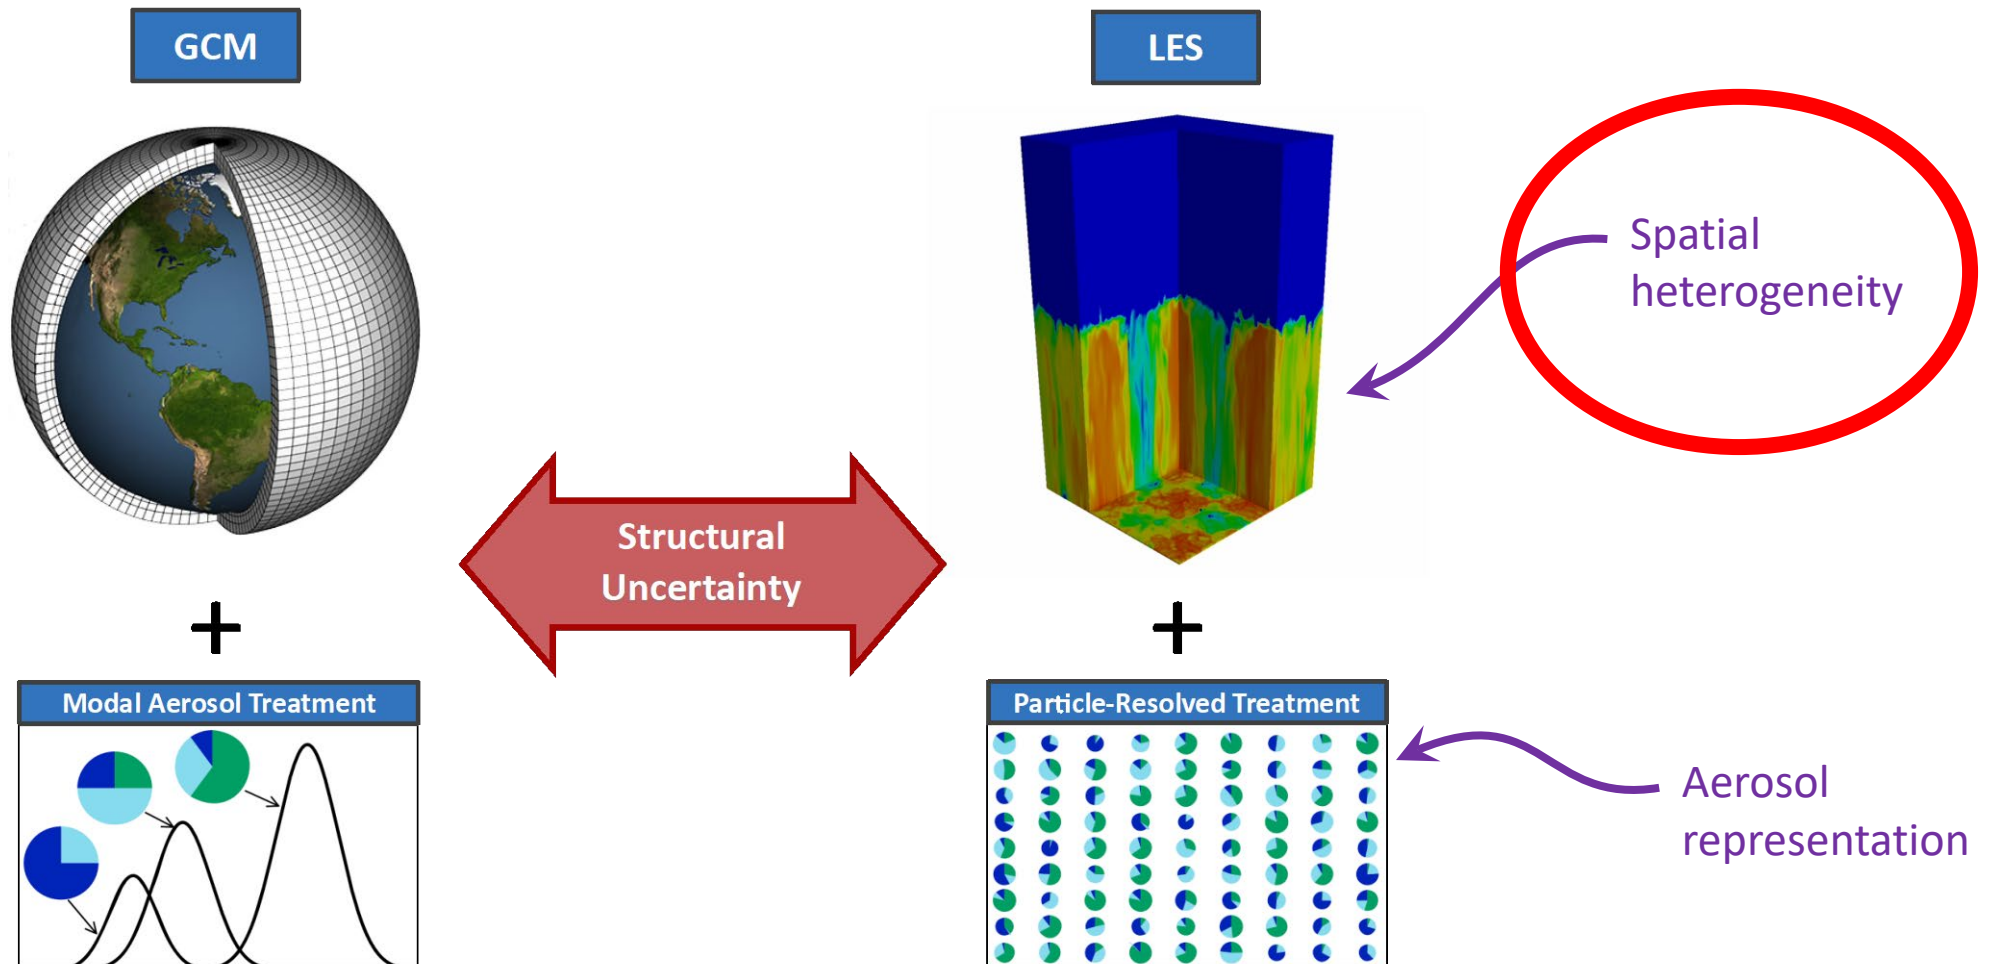 GCM
LES
Spatial
heterogeneity
Structural
Uncertainty
Modal Aerosol Treatment
Particle-Resolved Treatment
Aerosol
representation